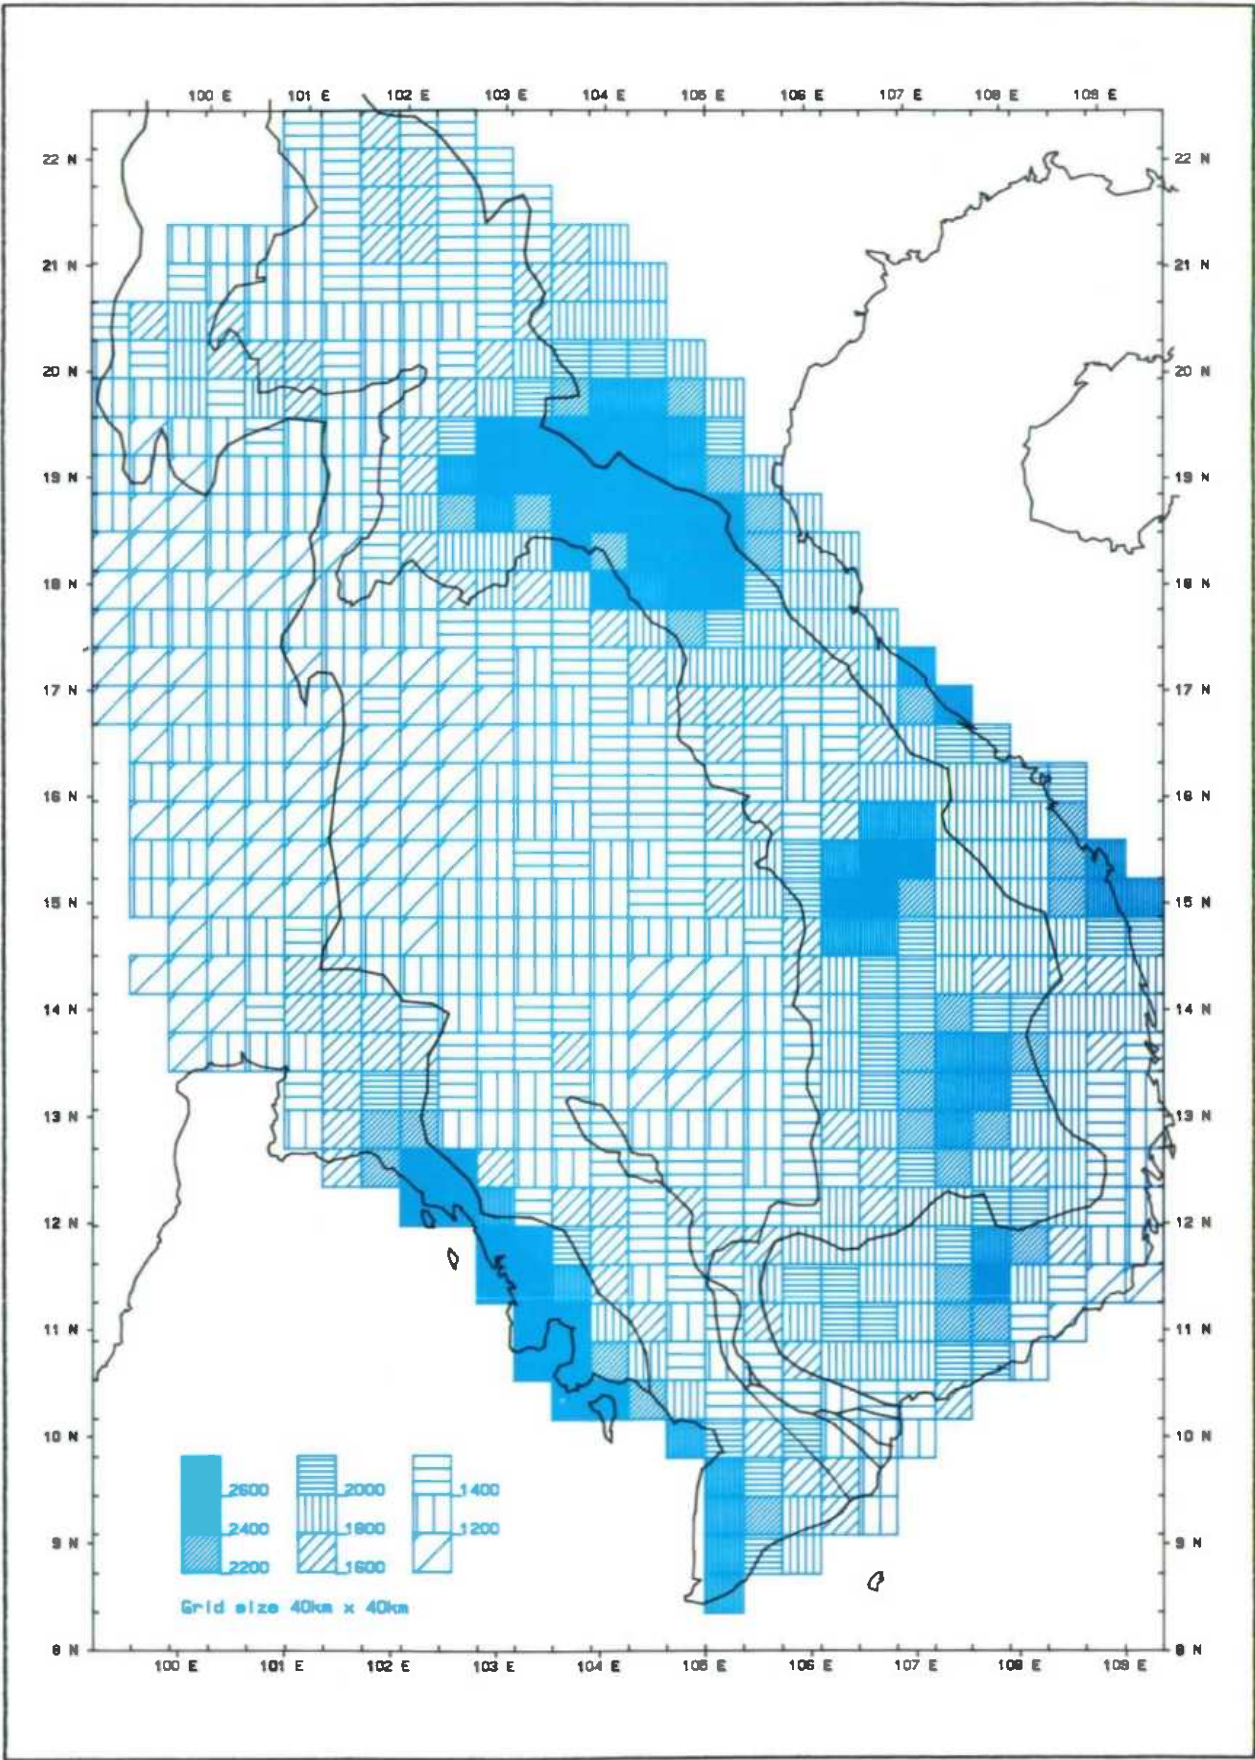 100 E 101 E 102 E 103 E 104 E 105 E 106 E 107 E 108 E 109 E
22 N 22 N
21 N 21 N
20 N 20 N
19 N 19 N
18 N 18 N
17 N 17 N
16 N 16 N
15 N 15 N
14 N 14 N
13 N 13 N
12 N 12 N
11 N 11 N
10 N 10 N
2600 2000 1400
2400 1800 1200
9 N 9 N
2200 1600
Grid size 40km x 40km
8 N 8 N
100 E 101 E 102 E 103 E 104 E 105 E 106 E 107 E 108 E 109 E